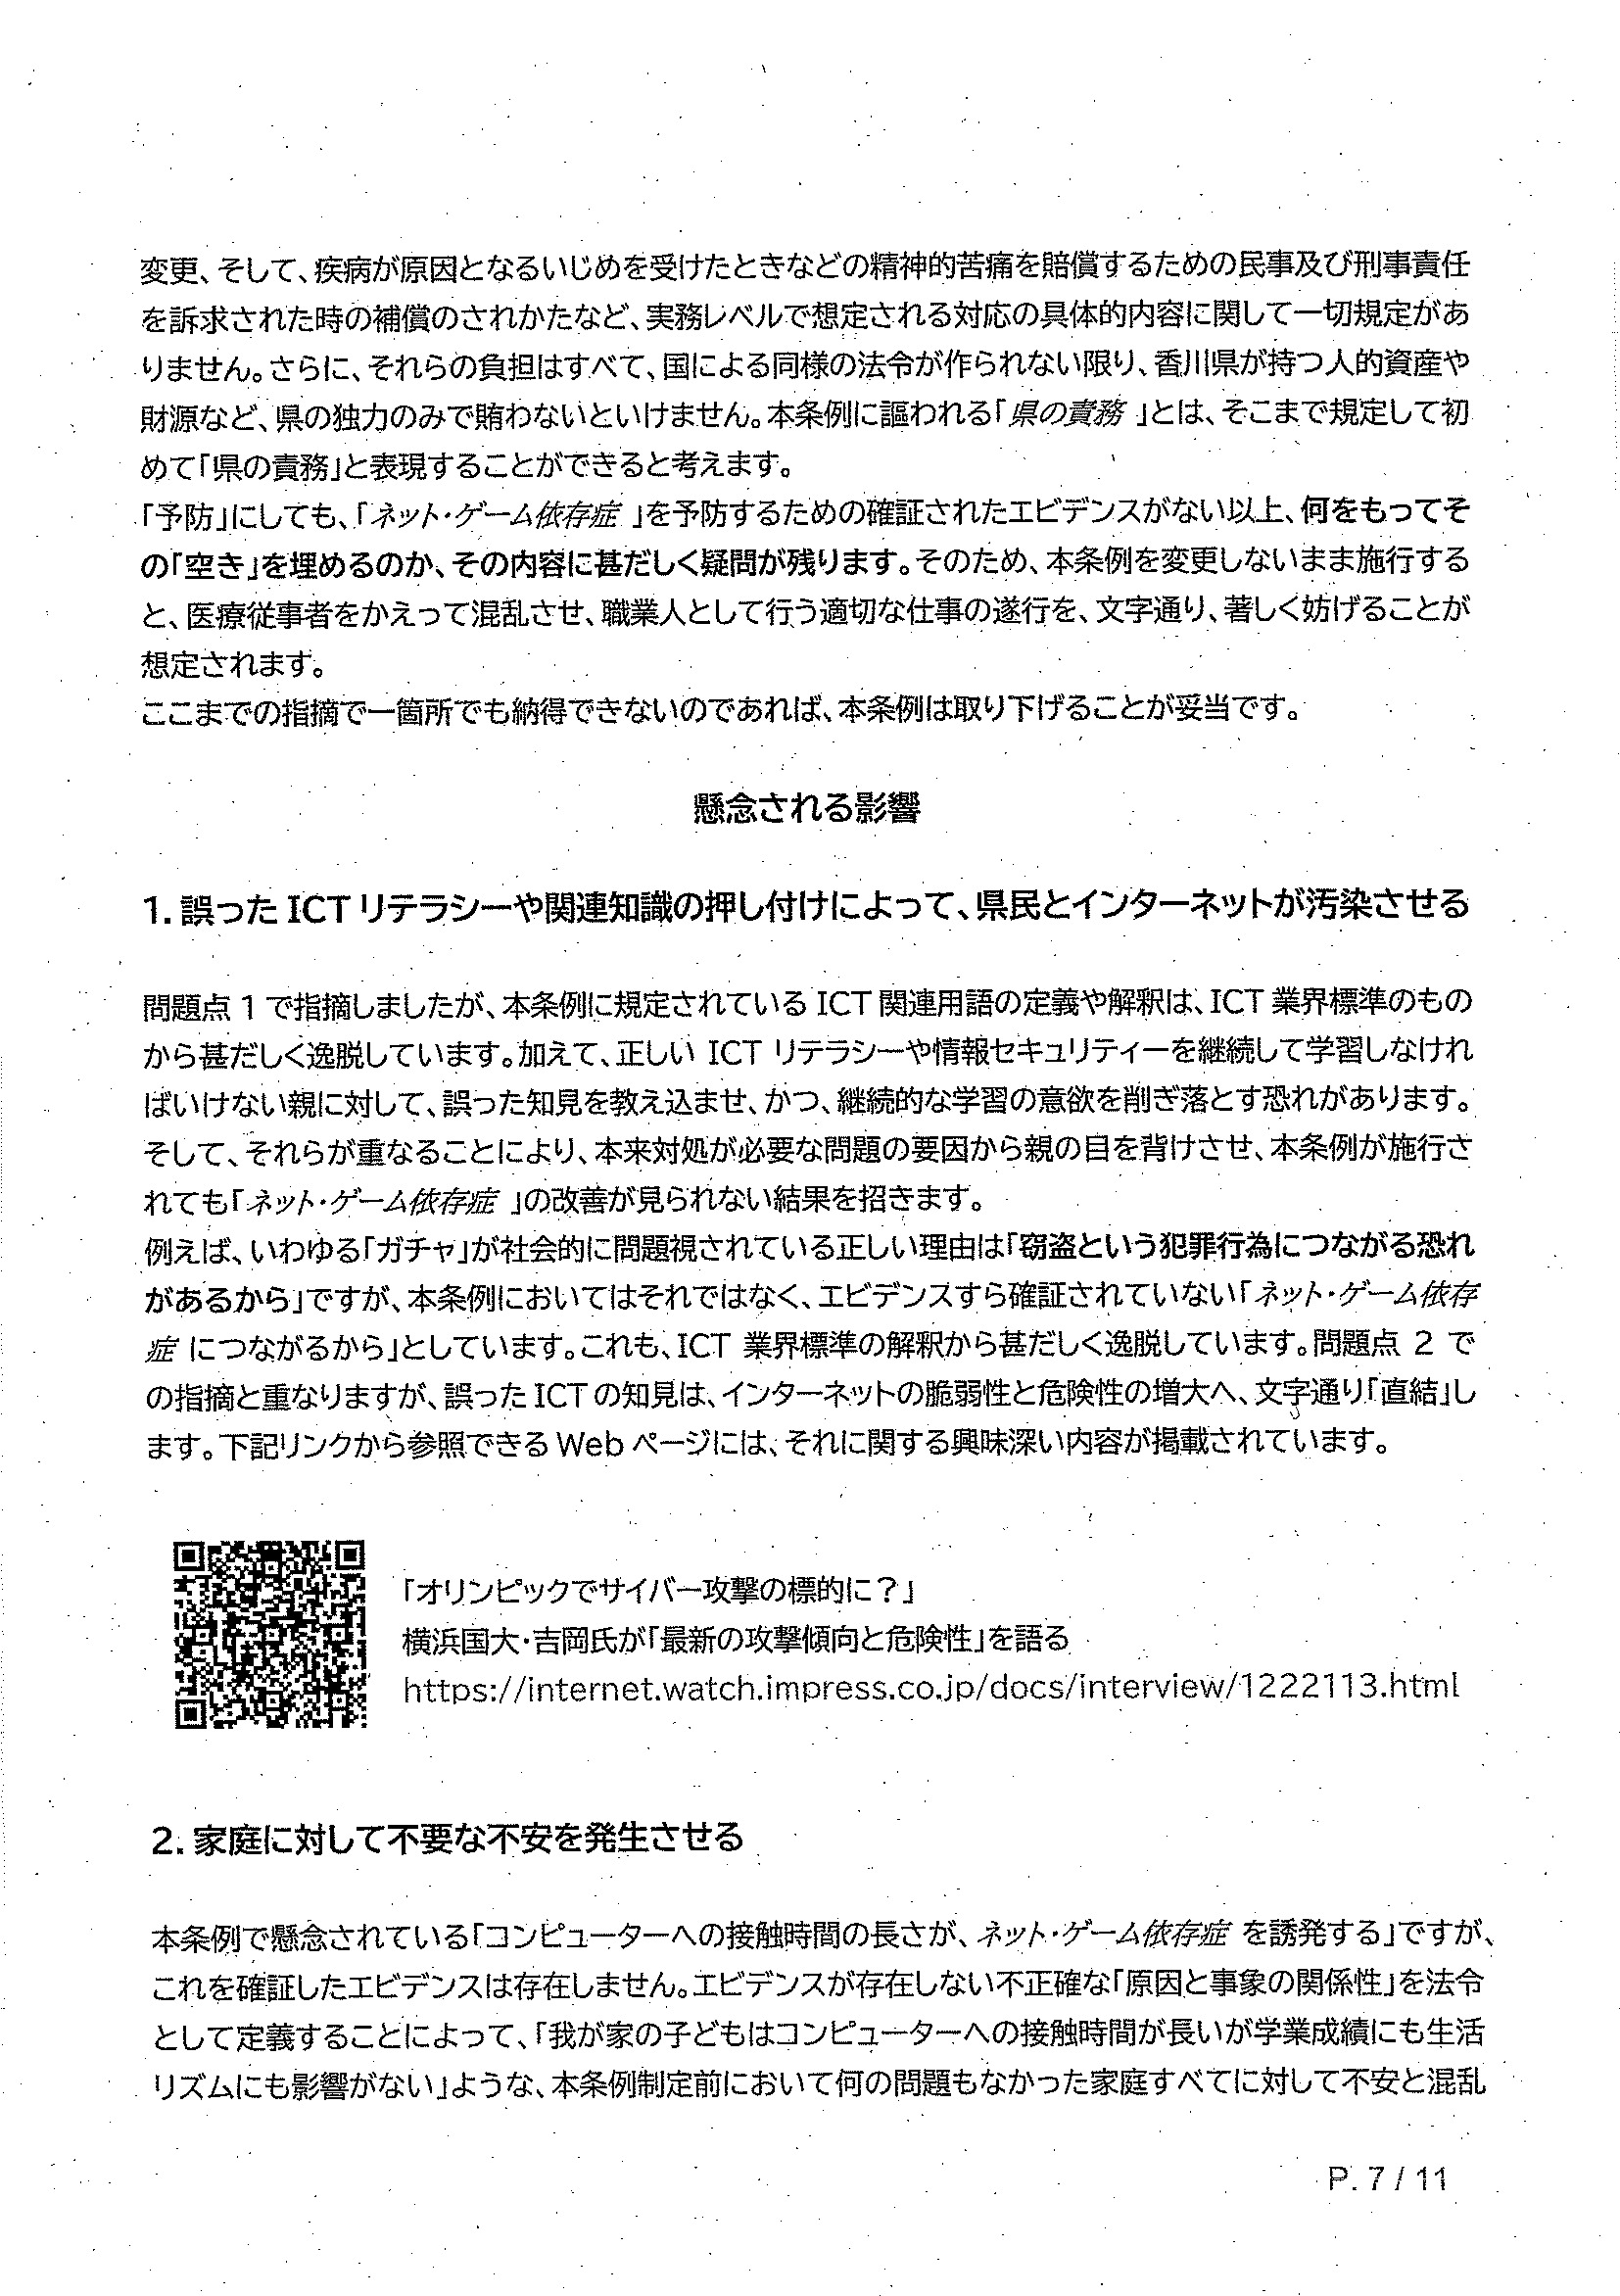 変更、そして、疾病が原因となるいじめを受けたときなどの精神的苦痛を賠償するための民事及び刑事責任
を訴求された時の補償のされかたなど、実務レベルで想定される対応の具体的内容に関して一切規定があ
りません。さらに、それらの負担はすべて、国による同様の法令が作られない限り、香川県が持つ人的資産や
財源など、県の独力のみで賄わないといけません。本条例に謳われる「県の責務 」とは、そこまで規定して初
めて「県の責務」と表現することができると考えます。
「予防」にしても、「ネット・ゲーム依存症 」を予防するための確証されたエビデンスがない以上、何をもってそ
の「空き」を埋めるのか、その内容に甚だしく疑問が残ります。そのため、本条例を変更しないまま施行する
と、医療従事者をかえって混乱させ、職業人として行う適切な仕事の遂行を、文字通り、著しく妨げることが
想定されます。
ここまでの指摘で一箇所でも納得できないのであれば、本条例は取り下げることが妥当です。
懸念される影響
1. 誤った ICT リテラシーや関連知識の押し付けによって、県民とインターネットが汚染させる
問題点 1 で指摘しましたが、本条例に規定されている ICT 関連用語の定義や解釈は、ICT 業界標準のもの
から甚だしく逸脱しています。加えて、正しい ICT リテラシーや情報セキュリティーを継続して学習しなけれ
ばいけない親に対して、誤った知見を教え込ませ、かつ、継続的な学習の意欲を削ぎ落とす恐れがあります。
そして、それらが重なることにより、本来対処が必要な問題の要因から親の目を背けさせ、本条例が施行さ
れても「ネット・ゲーム依存症 」の改善が見られない結果を招きます。
例えば、いわゆる「ガチャ」が社会的に問題視されている正しい理由は「窃盗という犯罪行為につながる恐れ
があるから」ですが、本条例においてはそれではなく、エビデンスすら確証されていない「ネット・ゲーム依存
症 につながるから」としています。これも、ICT 業界標準の解釈から甚だしく逸脱しています。問題点 2 で
の指摘と重なりますが、誤った ICT の知見は、インターネットの脆弱性と危険性の増大へ、文字通り「直結」し
ます。下記リンクから参照できる Web ページには、それに関する興味深い内容が掲載されています。
「オリンピックでサイバー攻撃の標的に？」
横浜国大・吉岡氏が「最新の攻撃傾向と危険性」を語る
https://internet.watch.impress.co.jp/docs/interview/1222113.html
2. 家庭に対して不要な不安を発生させる
本条例で懸念されている「コンピューターへの接触時間の長さが、ネット・ゲーム依存症 を誘発する」ですが、
これを確証したエビデンスは存在しません。エビデンスが存在しない不正確な「原因と事象の関係性」を法令
として定義することによって、「我が家の子どもはコンピューターへの接触時間が長いが学業成績にも生活
リズムにも影響がない」ような、本条例制定前において何の問題もなかった家庭すべてに対して不安と混乱
P. 7 / 11